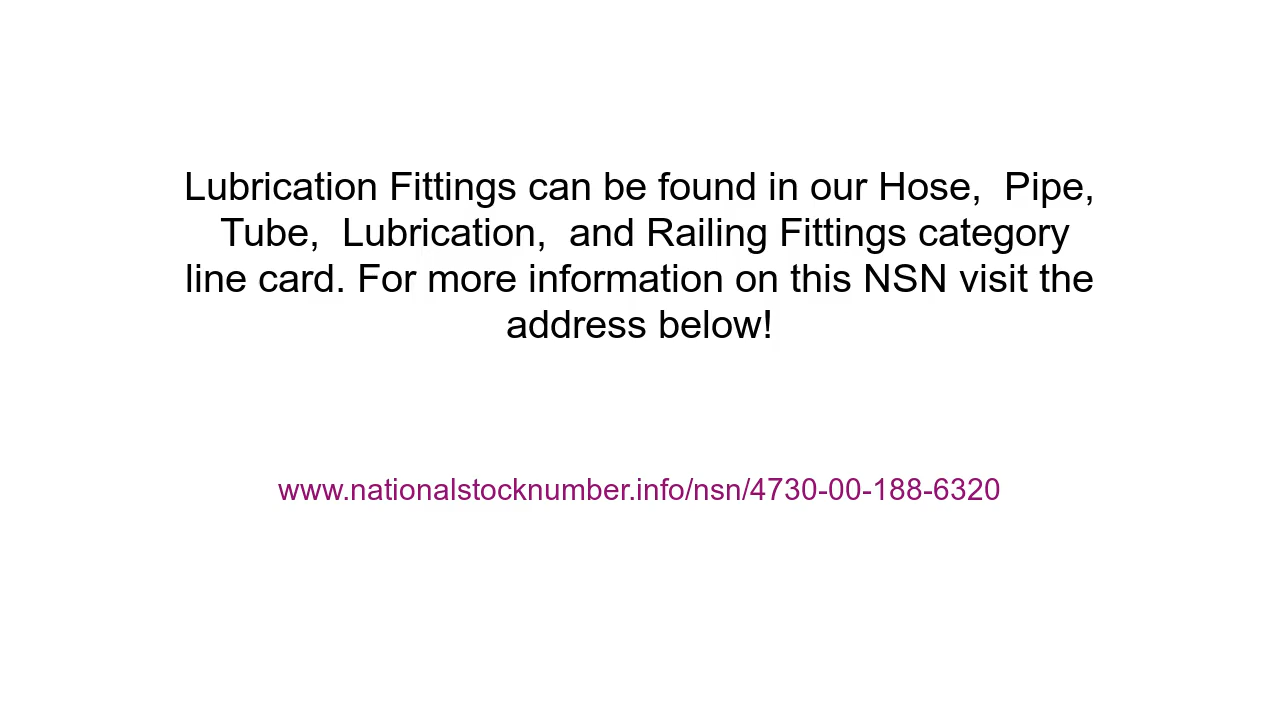 Lubrication Fittings can be found in our Hose,  Pipe,
Tube,  Lubrication,  and Railing Fittings category
line card. For more information on this NSN visit the
address below!
www.nationalstocknumber.info/nsn/4730-00-188-6320